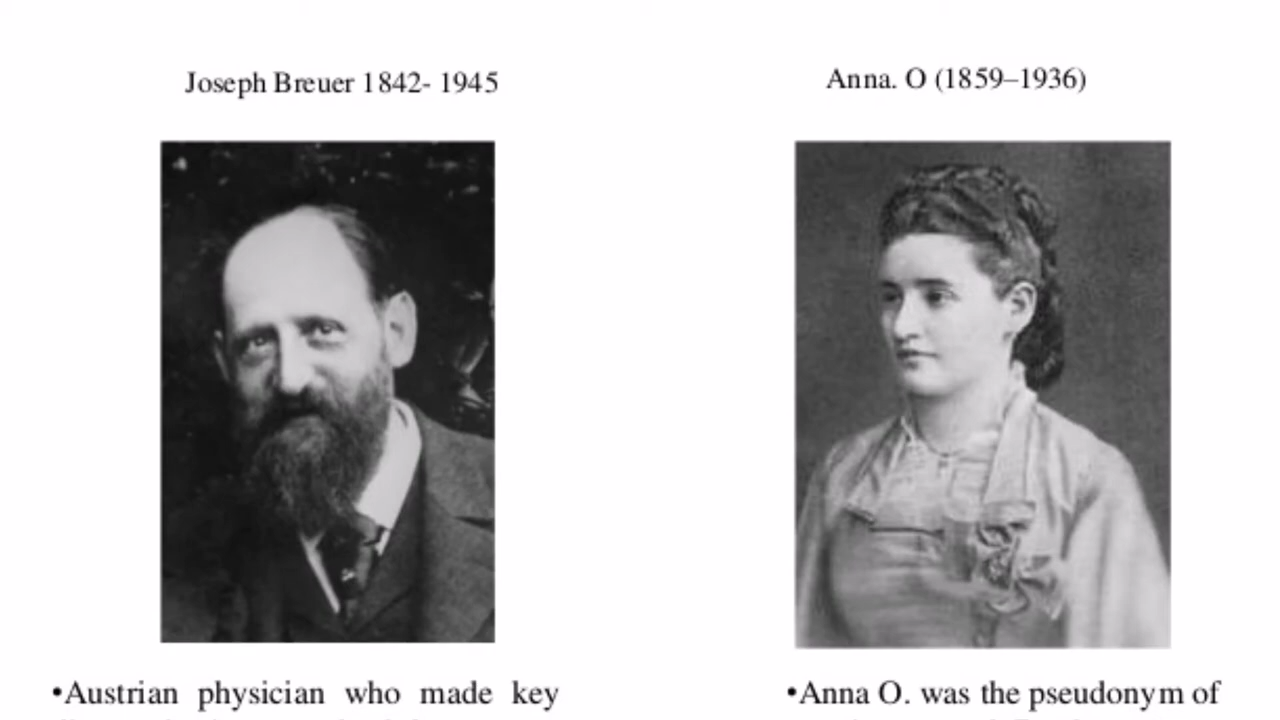 Joseph Breuer 1842- 1945
Anna. O (1859–1936)
•Austrian physician who made key
•Anna O. was the pseudonym of